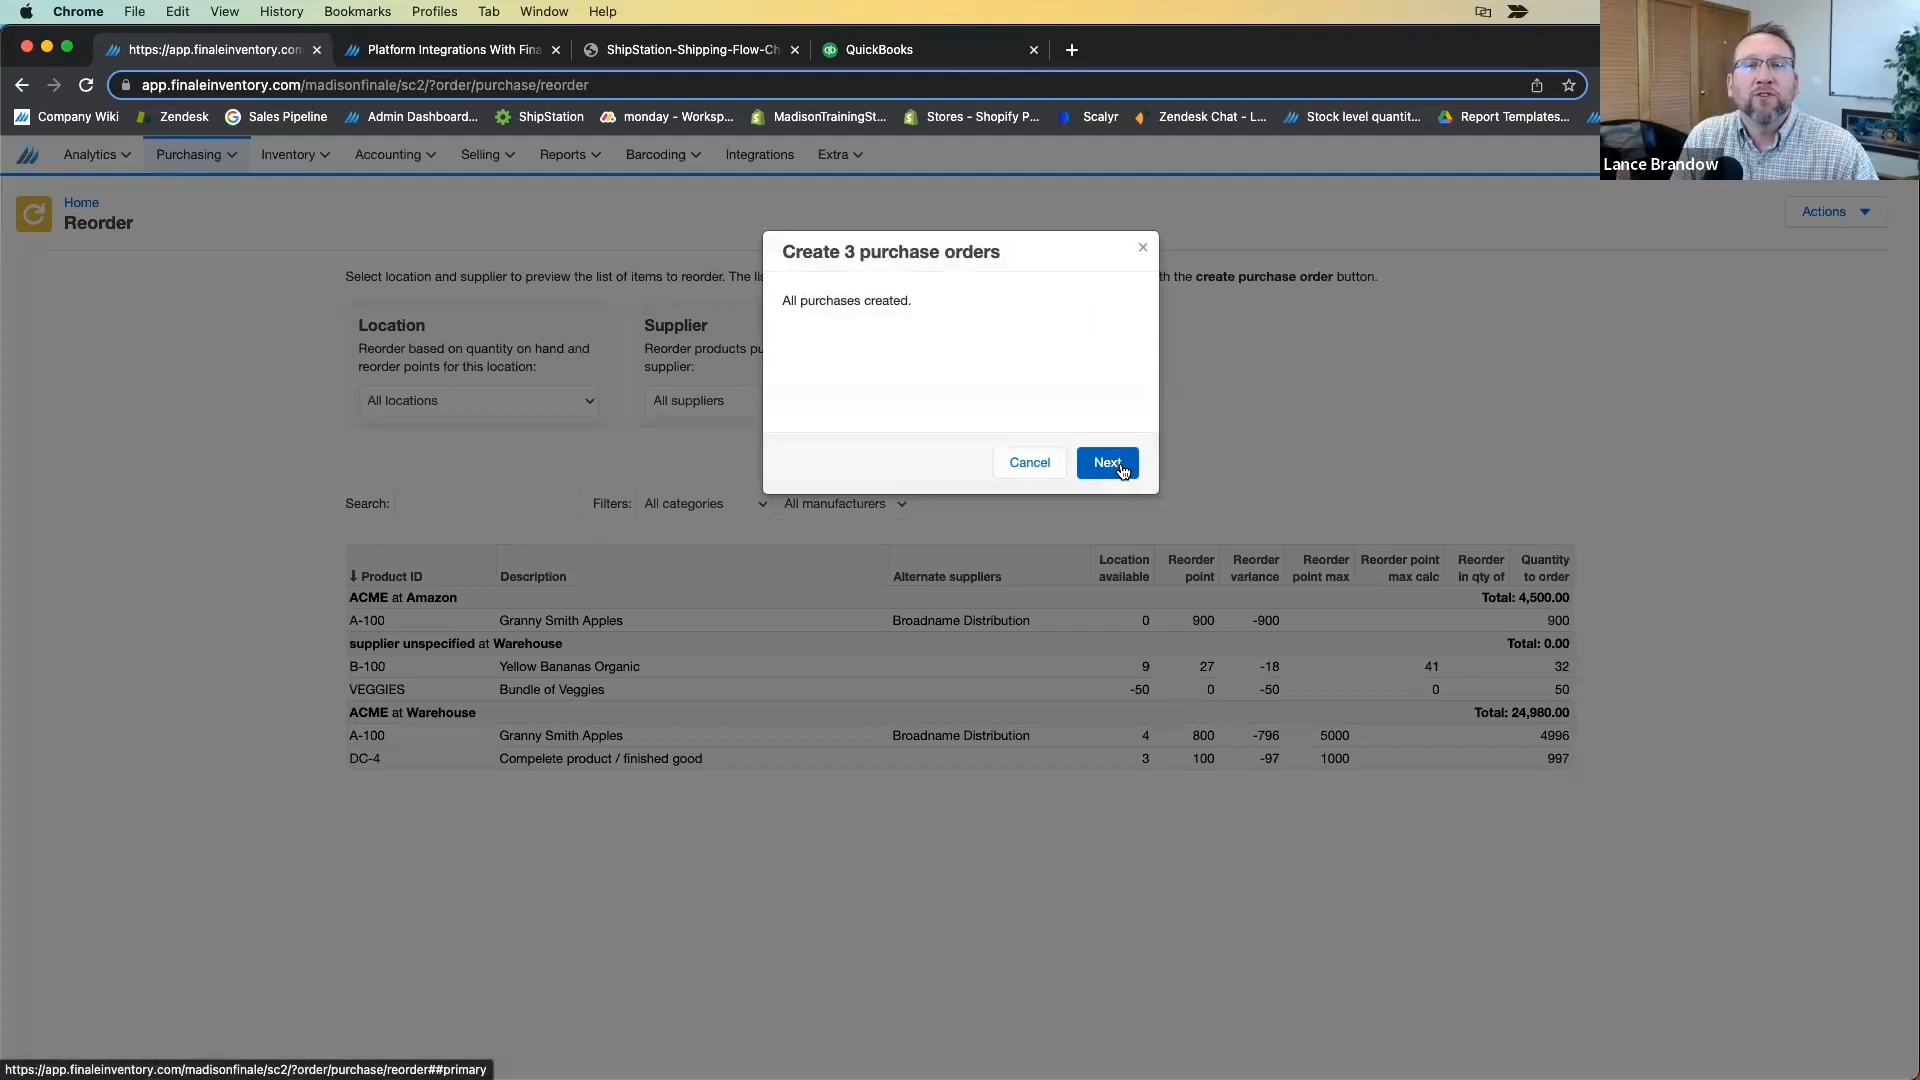 Chrome File Edit View History Bookmarks Profiles Tab Window Help
https://app.finaleinventory.con Platform Integrations With Fina ShipStation-Shipping-Flow-Ch QuickBooks
app.finaleinventory.com/madisonfinale/sc2/?order/purchase/reorder
Company Wiki Zendesk Sales Pipeline Admin Dashboard... ShipStation monday - Worksp... MadisonTrainingSt... Stores - Shopify P... Scalyr Zendesk Chat - L... Stock level quantit... Report Templates...
Lance Brandow
Analytics Purchasing Inventory Accounting Selling Reports Barcoding Integrations Extra
Home
Reorder
Actions
Create 3 purchase orders
All purchases created.
Cancel Next
Select location and supplier to preview the list of items to reorder. The li th the create purchase order button.
Location
Reorder based on quantity on hand and
reorder points for this location:
All locations
Supplier
Reorder products pu
supplier:
All suppliers
Search: Filters: All categories All manufacturers
Product ID Description Alternate suppliers Location available Reorder point Reorder variance Reorder point max Reorder point max calc Reorder in qty of Quantity to order
ACME at Amazon Total: 4,500.00
A-100 Granny Smith Apples Broadname Distribution 0 900 -900 900
supplier unspecified at Warehouse Total: 0.00
B-100 Yellow Bananas Organic 9 27 -18 41 32
VEGGIES Bundle of Veggies -50 0 -50 0 50
ACME at Warehouse Total: 24,980.00
A-100 Granny Smith Apples Broadname Distribution 4 800 -796 5000 4996
DC-4 Compelete product / finished good 3 100 -97 1000 997
https://app.finaleinventory.com/madisonfinale/sc2/?order/purchase/reorder##primary